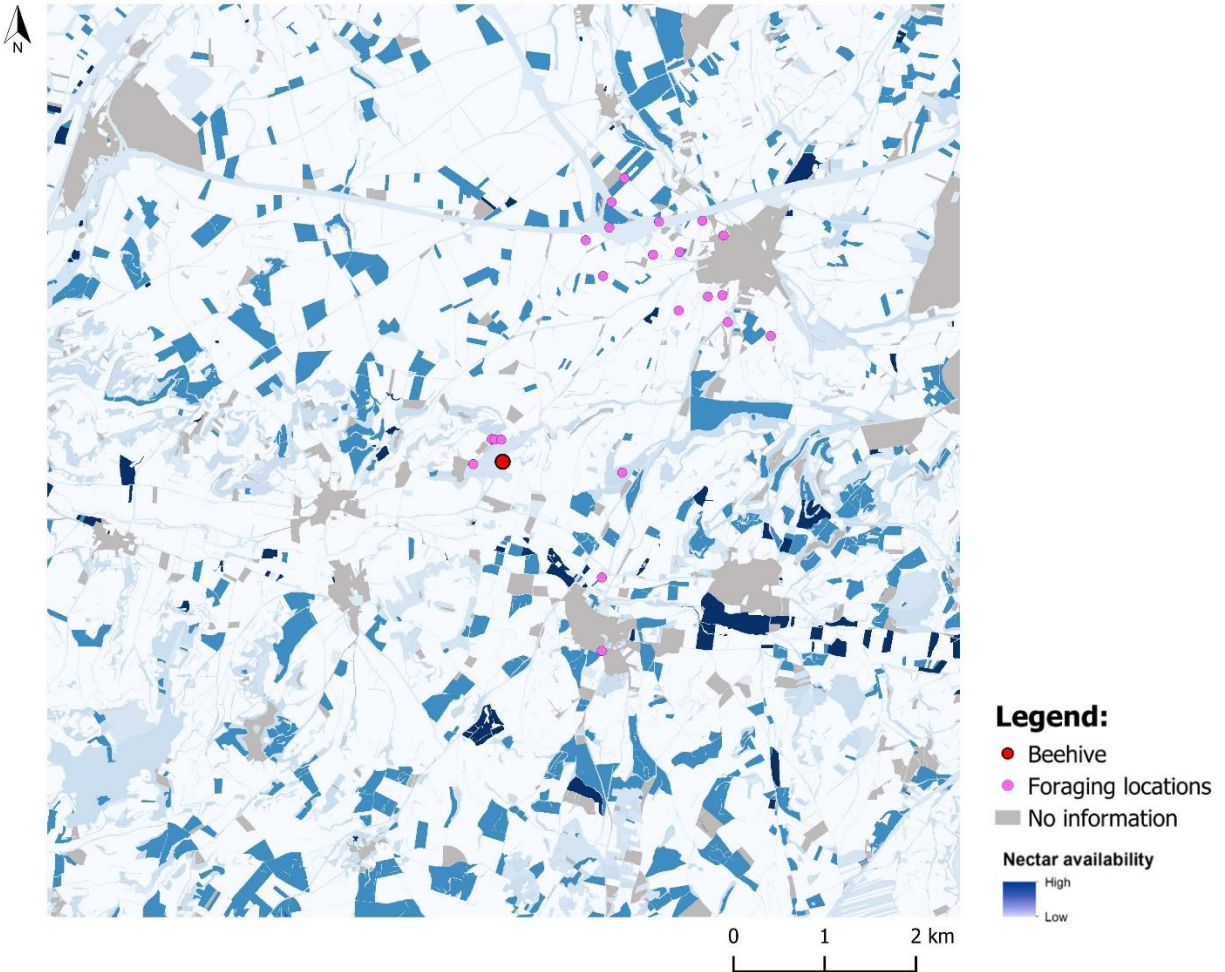 N
Legend:
Beehive
Foraging locations
No information
Nectar availability
High
Low
0 1 2 km